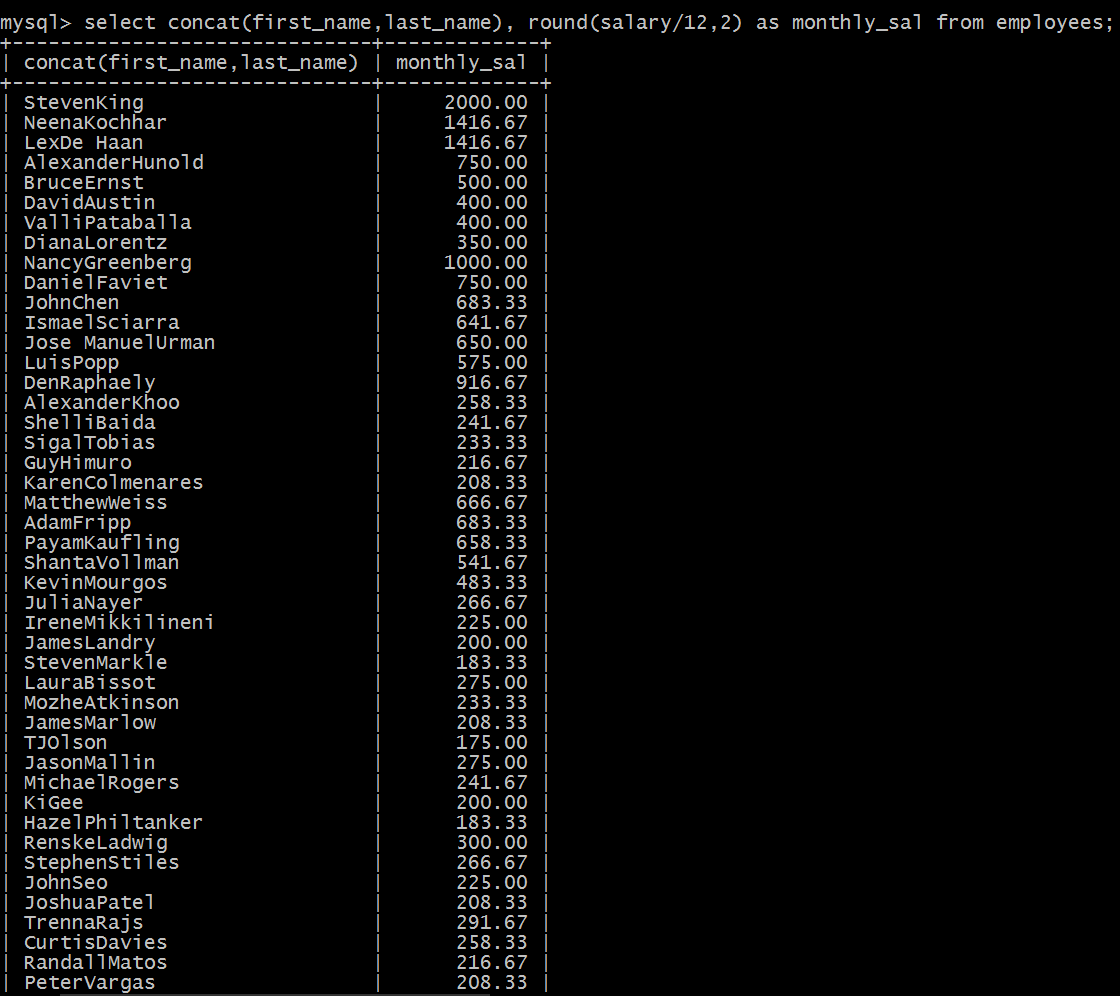 mysql> select concat(first_name,last_name), round(salary/12,2) as monthly_sal from employees;
+------------------------------+-------------+
| concat(first_name,last_name) | monthly_sal |
+------------------------------+-------------+
| StevenKing                   |     2000.00 |
| NeenaKochhar                 |     1416.67 |
| LexDe Haan                   |     1416.67 |
| AlexanderHunold              |      750.00 |
| BruceErnst                   |      500.00 |
| DavidAustin                  |      400.00 |
| ValliPataballa               |      400.00 |
| DianaLorentz                 |      350.00 |
| NancyGreenberg               |     1000.00 |
| DanielFaviet                 |      750.00 |
| JohnChen                     |      683.33 |
| IsmaelSciarra                |      641.67 |
| Jose ManuelUrman             |      650.00 |
| LuisPopp                     |      575.00 |
| DenRaphaely                  |      916.67 |
| AlexanderKhoo                |      258.33 |
| ShelliBaida                  |      241.67 |
| SigalTobias                  |      233.33 |
| GuyHimuro                    |      216.67 |
| KarenColmenares              |      208.33 |
| MatthewWeiss                 |      666.67 |
| AdamFripp                    |      683.33 |
| PayamKaufling                |      658.33 |
| ShantaVollman                |      541.67 |
| KevinMourgos                 |      483.33 |
| JuliaNayer                   |      266.67 |
| IreneMikkilineni             |      225.00 |
| JamesLandry                  |      200.00 |
| StevenMarkle                 |      183.33 |
| LauraBissot                  |      275.00 |
| MozheAtkinson                |      233.33 |
| JamesMarlow                  |      208.33 |
| TJOlson                      |      175.00 |
| JasonMallin                  |      275.00 |
| MichaelRogers                |      241.67 |
| KiGee                        |      200.00 |
| HazelPhiltanker              |      183.33 |
| RenskeLadwig                 |      300.00 |
| StephenStiles                |      266.67 |
| JohnSeo                      |      225.00 |
| JoshuaPatel                  |      208.33 |
| TrennaRajs                   |      291.67 |
| CurtisDavies                 |      258.33 |
| RandallMatos                 |      216.67 |
| PeterVargas                  |      208.33 |